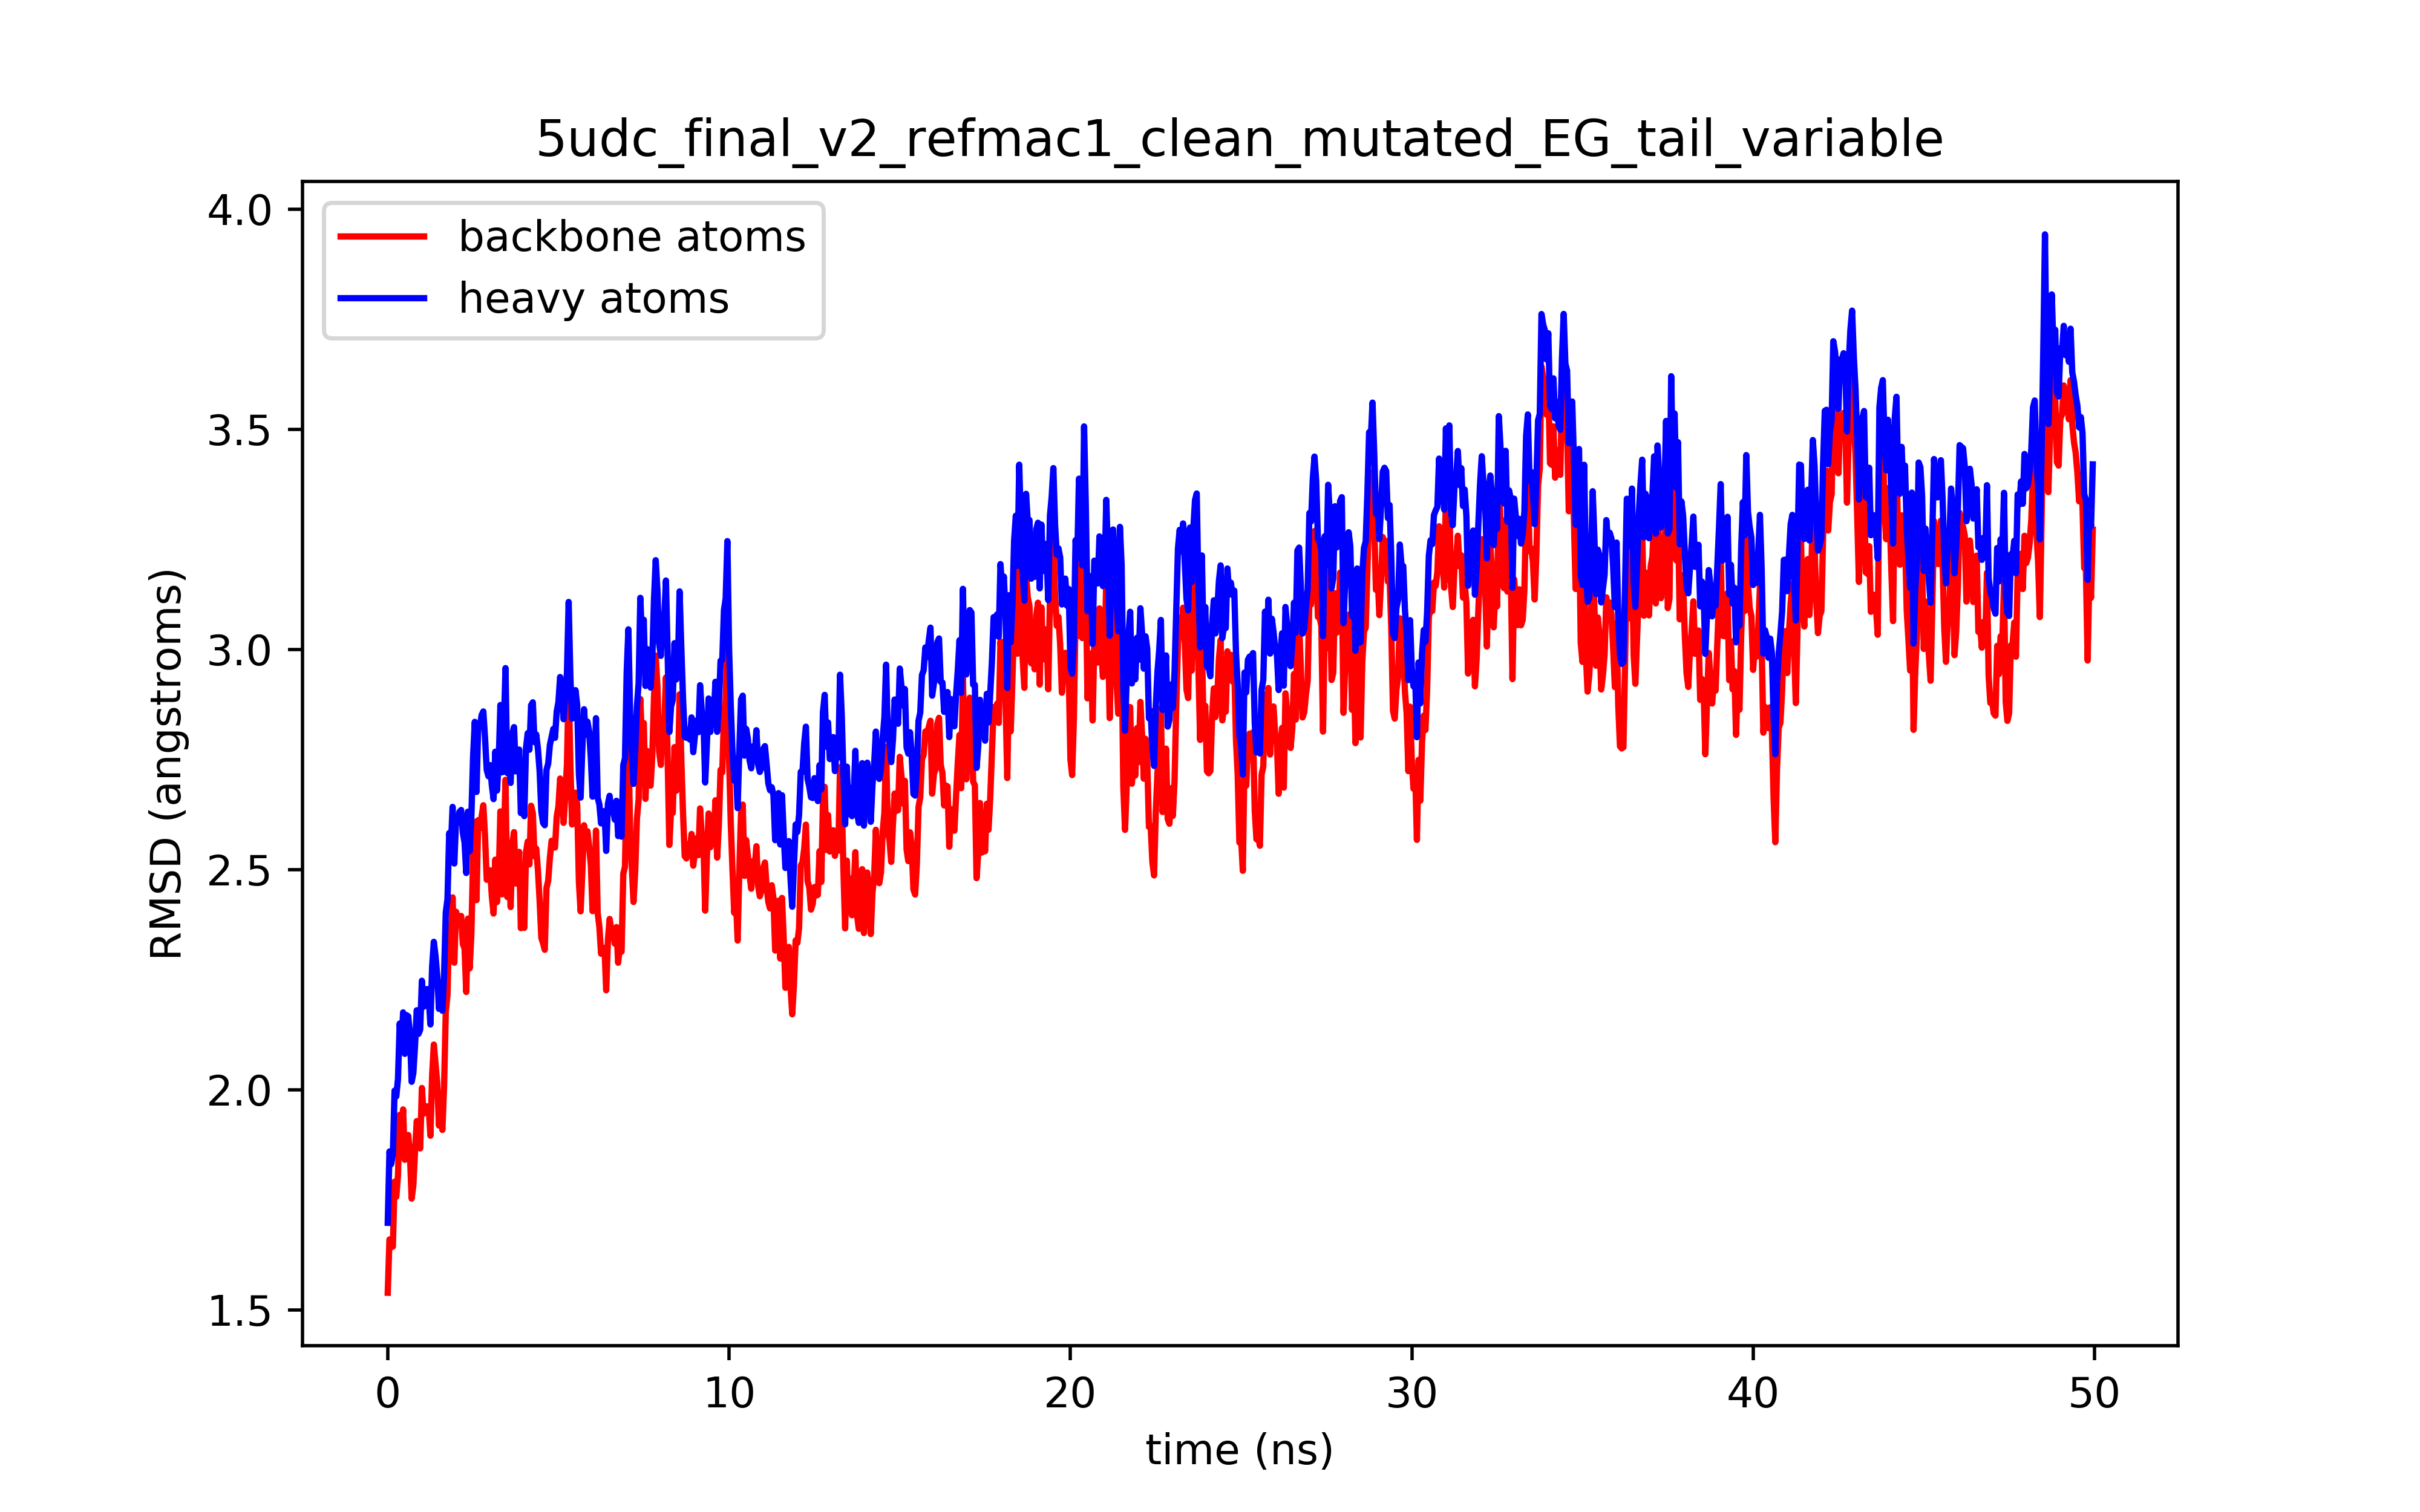 5udc_final_v2_refmac1_clean_mutated_EG_tail_variable
backbone atoms
heavy atoms
RMSD (angstroms)
4.0
3.5
3.0
2.5
2.0
1.5
0 10 20 30 40 50
time (ns)